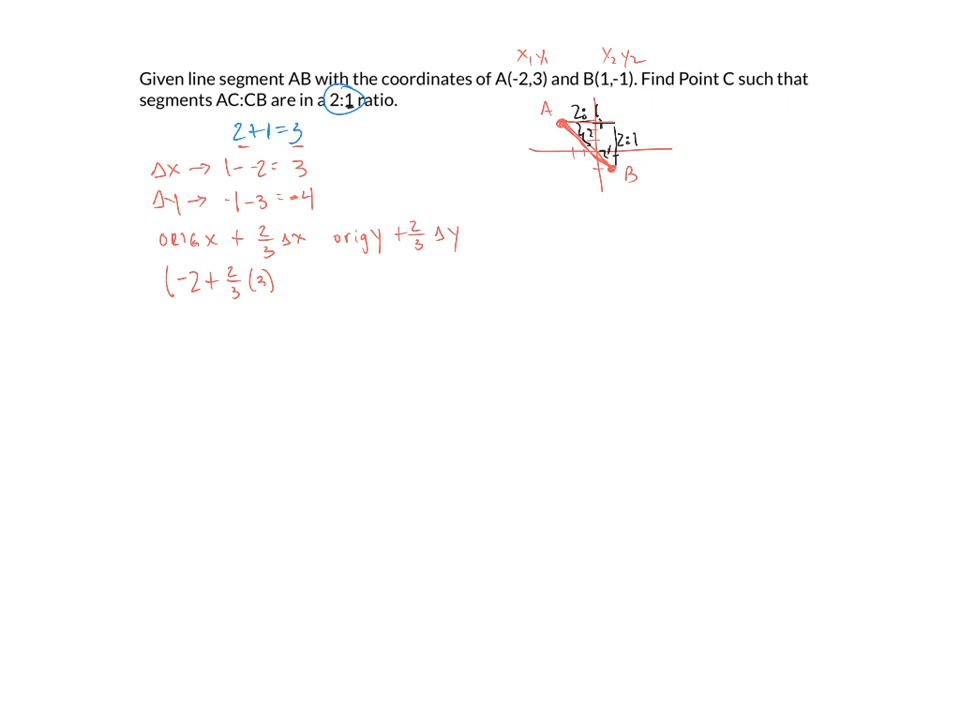 x₁ y₁ x₂ y₂
Given line segment AB with the coordinates of A(-2,3) and B(1,-1). Find Point C such that
segments AC:CB are in a 2:1 ratio.
A 2:1
2+1=3
2:1
B
Δx → 1--2= 3
Δy → -1-3=-4
ORIG x + 2/3 Δx orig y + 2/3 Δy
(-2+ 2/3 (3)